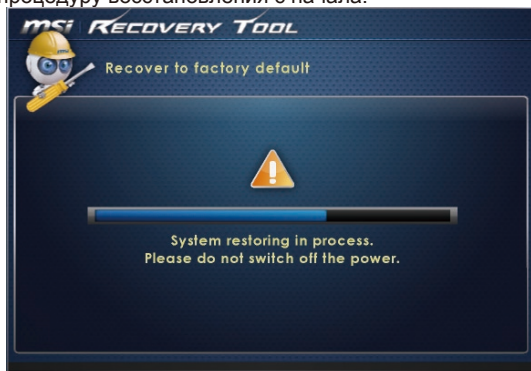 процедуру восстановления с начала.
msi RECOVERY TOOL
Recover to factory default
System restoring in process.
Please do not switch off the power.